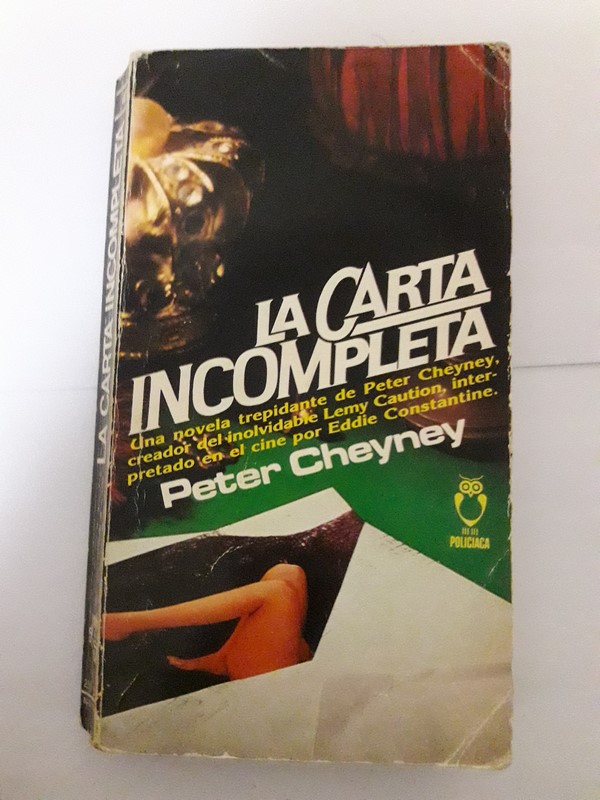 LA CARTA INCOMPLETA
LA CARTA
INCOMPLETA
Una novela trepidante de Peter Cheyney,
creador del inolvidable Lemy Caution, inter-
pretado en el cine por Eddie Constantine.
Peter Cheyney
POLICIACA